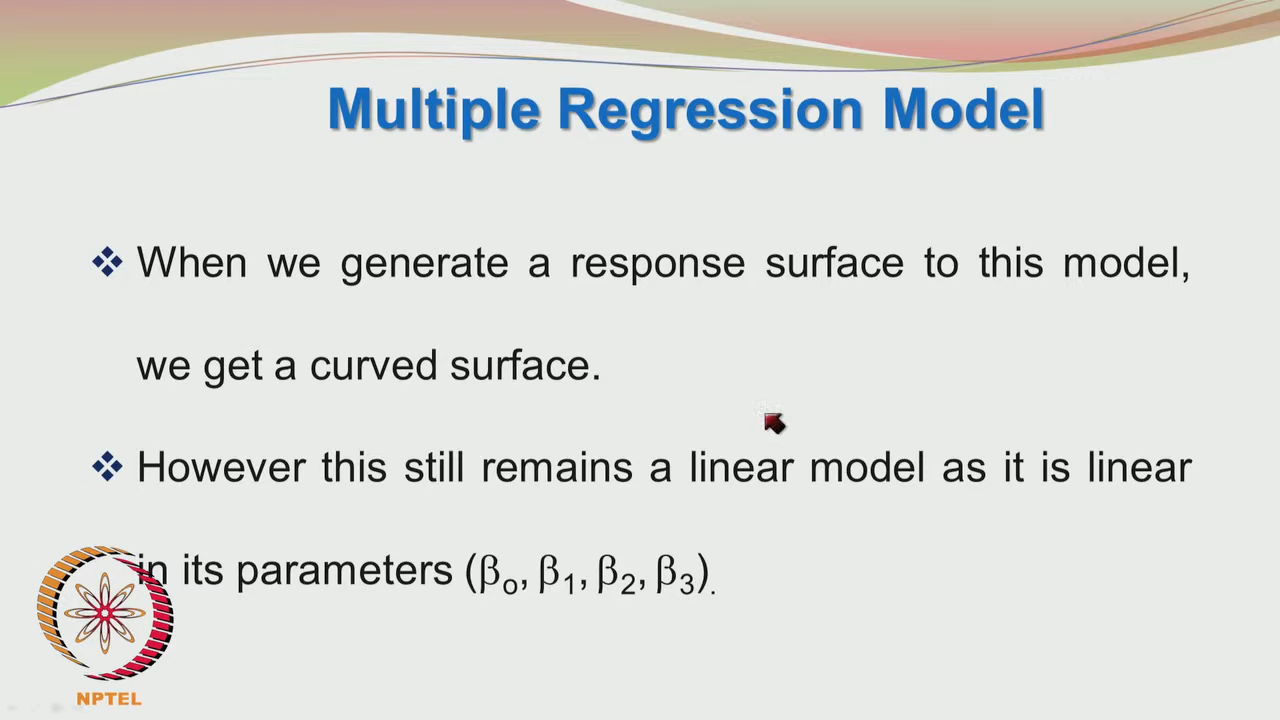 Multiple Regression Model
❖ When we generate a response surface to this model,
we get a curved surface.
❖ However this still remains a linear model as it is linear
in its parameters (βo, β1, β2, β3).
NPTEL